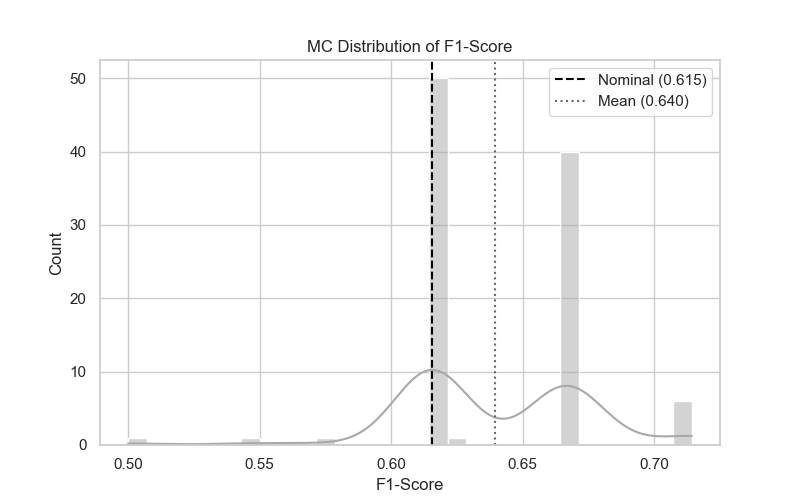 MC Distribution of F1-Score
Nominal (0.615)
Mean (0.640)
50
40
30
20
10
0
Count
0.50 0.55 0.60 0.65 0.70
F1-Score